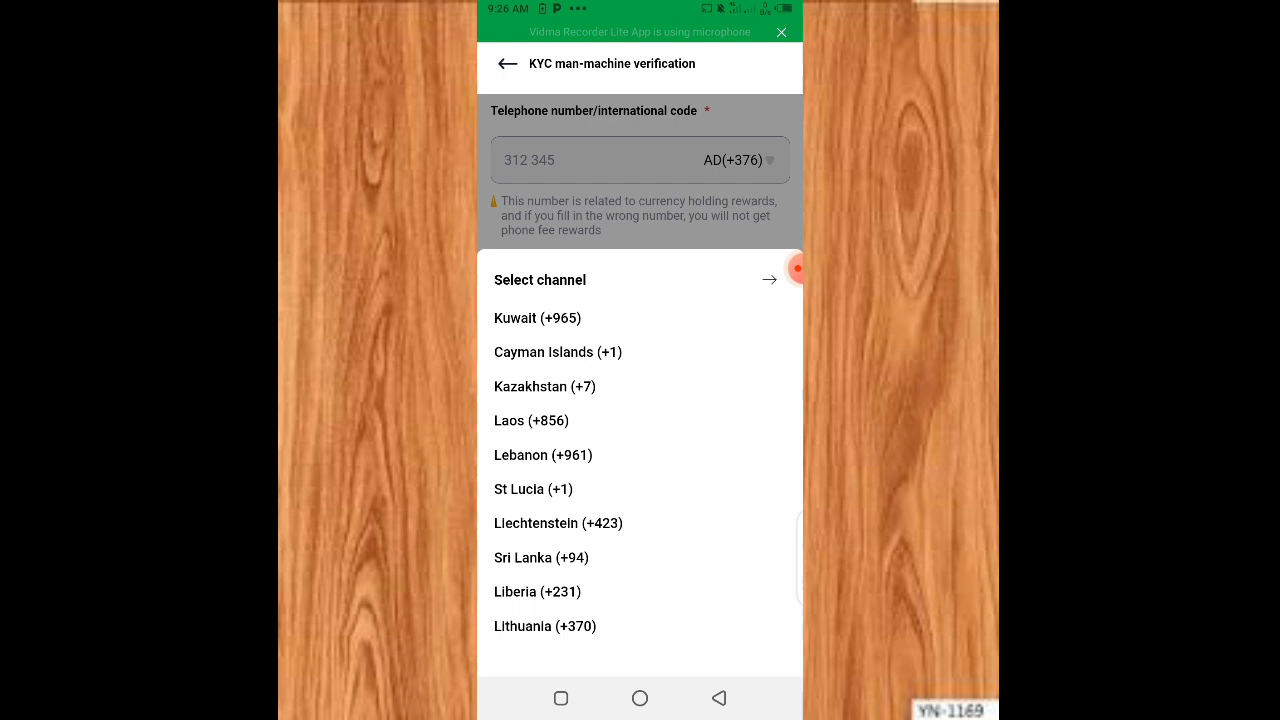 9:26 AM P
Vidma Recorder Lite App is using microphone
KYC man-machine verification
Telephone number/international code *
312 345 AD(+376)
This number is related to currency holding rewards,
and if you fill in the wrong number, you will not get
phone fee rewards
Select channel
Kuwait (+965)
Cayman Islands (+1)
Kazakhstan (+7)
Laos (+856)
Lebanon (+961)
St Lucia (+1)
Liechtenstein (+423)
Sri Lanka (+94)
Liberia (+231)
Lithuania (+370)
YN-1169